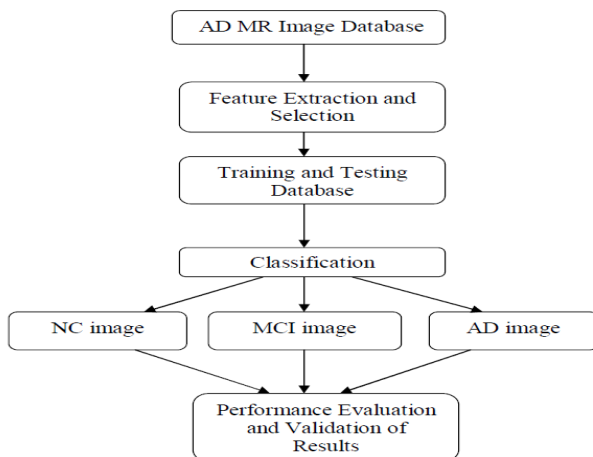 AD MR Image Database
Feature Extraction and
Selection
Training and Testing
Database
Classification
NC image
MCI image
AD image
Performance Evaluation
and Validation of
Results